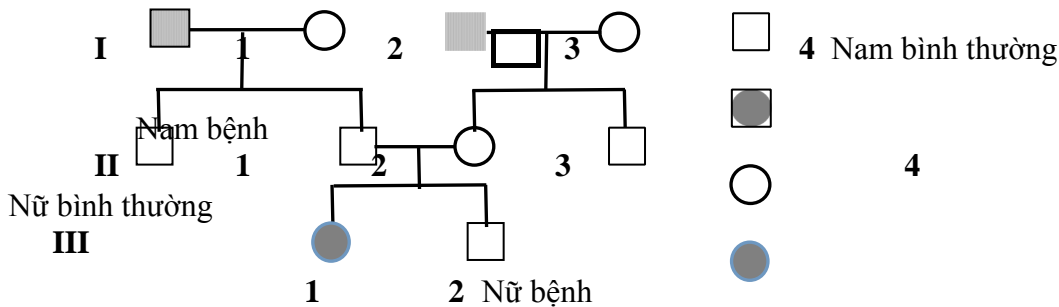 I 1 2 3 4 Nam bình thường
Nam bệnh
II 1 2 3 4
Nữ bình thường
III
1 2 Nữ bệnh